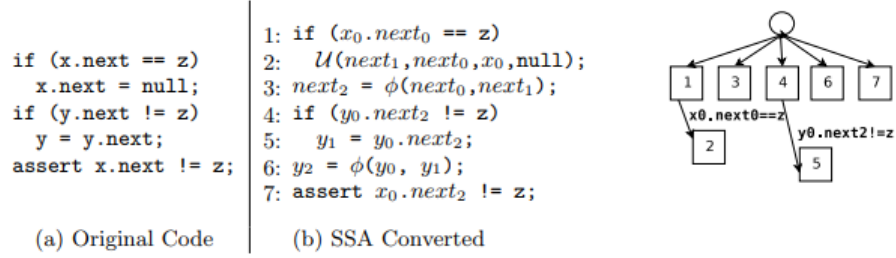 if (x.next == z)
x.next = null;
if (y.next != z)
y = y.next;
assert x.next != z;
(a) Original Code
1: if (x₀.next₀ == z)
2: 𝒰(next₁,next₀,x₀,null);
3: next₂ = ϕ(next₀,next₁);
4: if (y₀.next₂ != z)
5: y₁ = y₀.next₂;
6: y₂ = ϕ(y₀, y₁);
7: assert x₀.next₂ != z;
(b) SSA Converted
1 3 4 6 7
x0.next0==z
y0.next2!=z
2
5